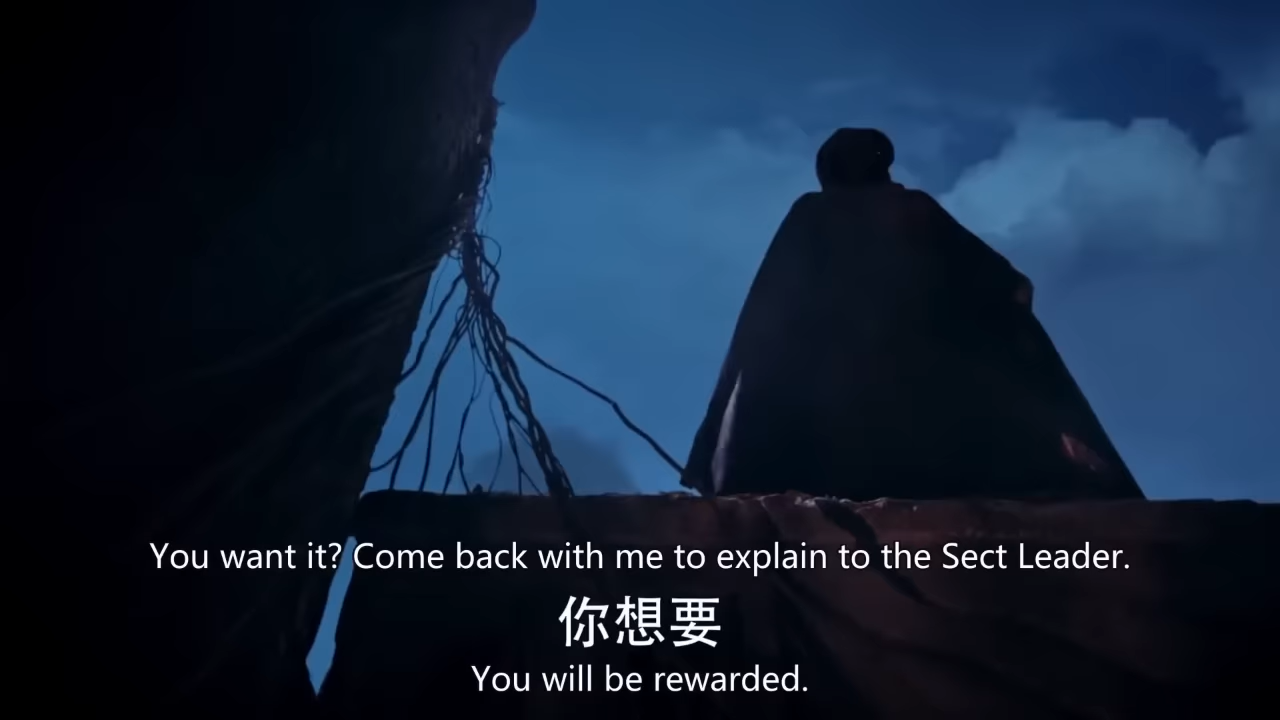 You want it? Come back with me to explain to the Sect Leader.
你想要
You will be rewarded.